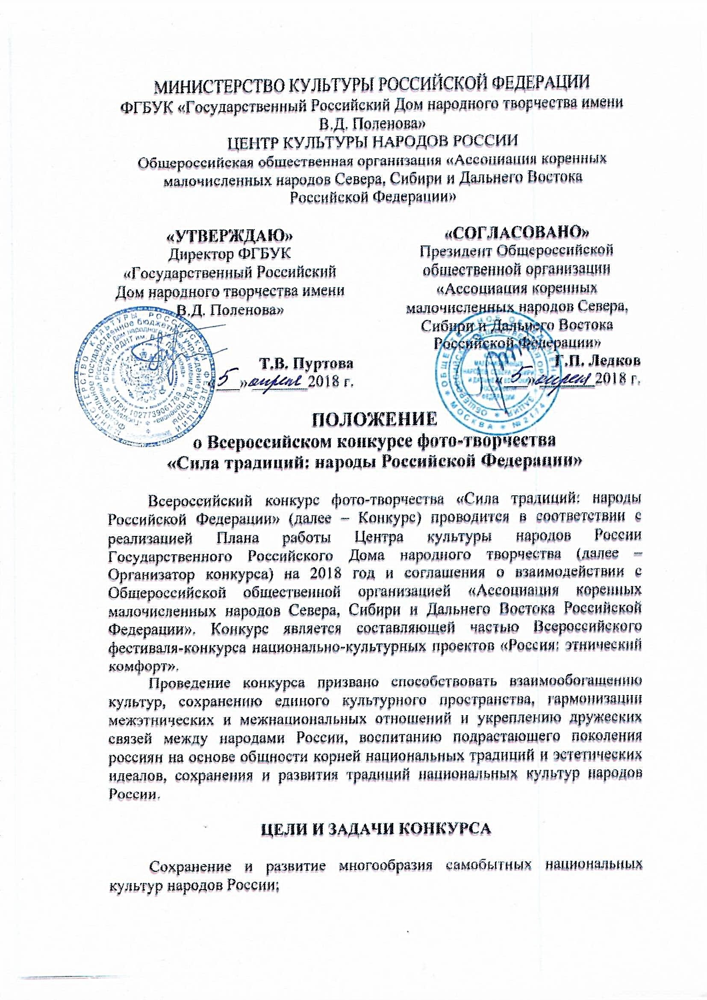 МИНИСТЕРСТВО КУЛЬТУРЫ РОССИЙСКОЙ ФЕДЕРАЦИИ
ФГБУК «Государственный Российский Дом народного творчества имени
В.Д. Поленова»
ЦЕНТР КУЛЬТУРЫ НАРОДОВ РОССИИ
Общероссийская общественная организация «Ассоциация коренных
малочисленных народов Севера, Сибири и Дальнего Востока
Российской Федерации»
«УТВЕРЖДАЮ»
Директор ФГБУК
«Государственный Российский
Дом народного творчества имени
В.Д. Поленова»
Т.В. Пуртова
«5» апреля 2018 г.
«СОГЛАСОВАНО»
Президент Общероссийской
общественной организации
«Ассоциация коренных
малочисленных народов Севера,
Сибири и Дальнего Востока
Российской Федерации»
Г.П. Ледков
«5» апреля 2018 г.
МИНИСТЕРСТВО КУЛЬТУРЫ РОССИЙСКОЙ ФЕДЕРАЦИИ
ОГРН 1027739061789
МОСКВА * № 2174
ПОЛОЖЕНИЕ
о Всероссийском конкурсе фото-творчества
«Сила традиций: народы Российской Федерации»
Всероссийский конкурс фото-творчества «Сила традиций: народы
Российской Федерации» (далее – Конкурс) проводится в соответствии с
реализацией Плана работы Центра культуры народов России
Государственного Российского Дома народного творчества (далее –
Организатор конкурса) на 2018 год и соглашения о взаимодействии с
Общероссийской общественной организацией «Ассоциация коренных
малочисленных народов Севера, Сибири и Дальнего Востока Российской
Федерации». Конкурс является составляющей частью Всероссийского
фестиваля-конкурса национально-культурных проектов «Россия: этнический
комфорт».
Проведение конкурса призвано способствовать взаимообогащению
культур, сохранению единого культурного пространства, гармонизации
межэтнических и межнациональных отношений и укреплению дружеских
связей между народами России, воспитанию подрастающего поколения
россиян на основе общности корней национальных традиций и эстетических
идеалов, сохранения и развития традиций национальных культур народов
России.
ЦЕЛИ И ЗАДАЧИ КОНКУРСА
Сохранение и развитие многообразия самобытных национальных
культур народов России;